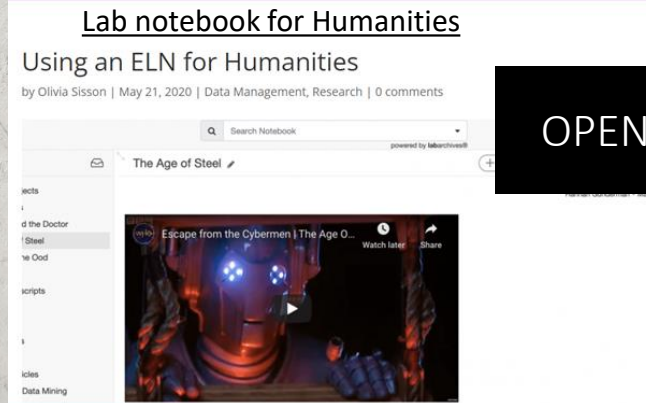 Lab notebook for Humanities
Using an ELN for Humanities
by Olivia Sisson | May 21, 2020 | Data Management, Research | 0 comments
OPEN
Search Notebook
powered by labarchives®
The Age of Steel
jects
d the Doctor
Steel
he Ood
scripts
icles
Data Mining
Escape from the Cybermen | The Age O...
Watch later
Share